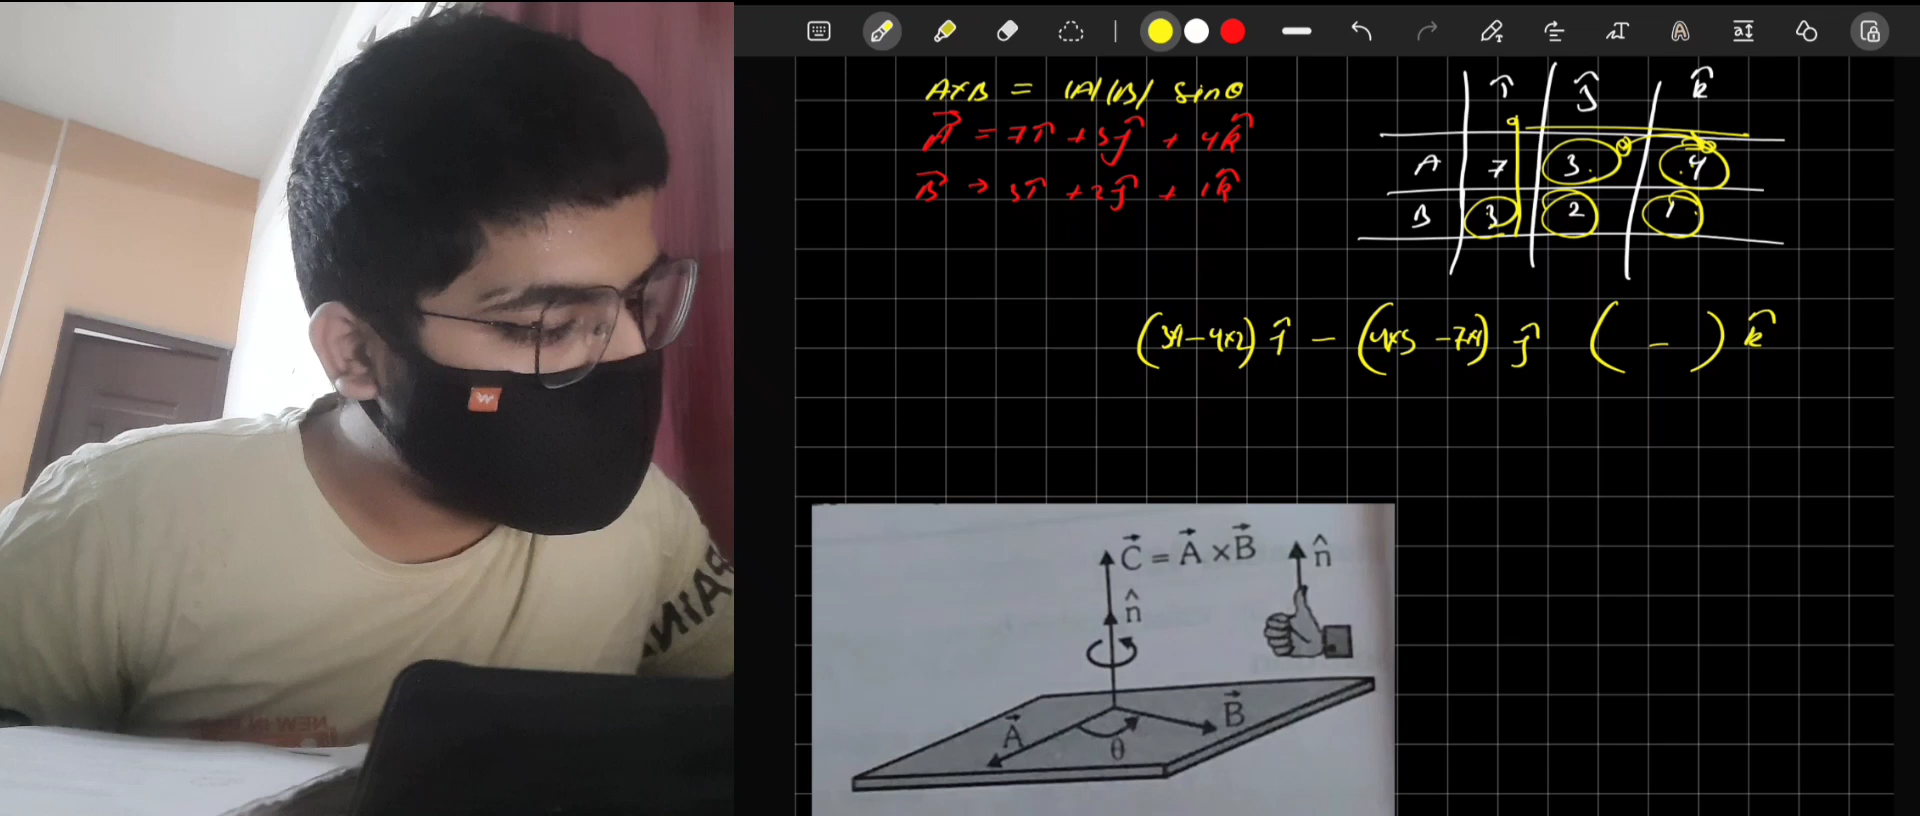 A×B = |A||B| sinθ
A⃗ = 7î + 3ĵ + 4k̂
B⃗ → 3î + 2ĵ + 1k̂
î ĵ k̂
A 7 3 4
B 3 2 1
(3×1-4×2) î - (4×3 -7×1) ĵ ( - ) k̂
C⃗ = A⃗ × B⃗ n̂
n̂
A⃗ θ B⃗